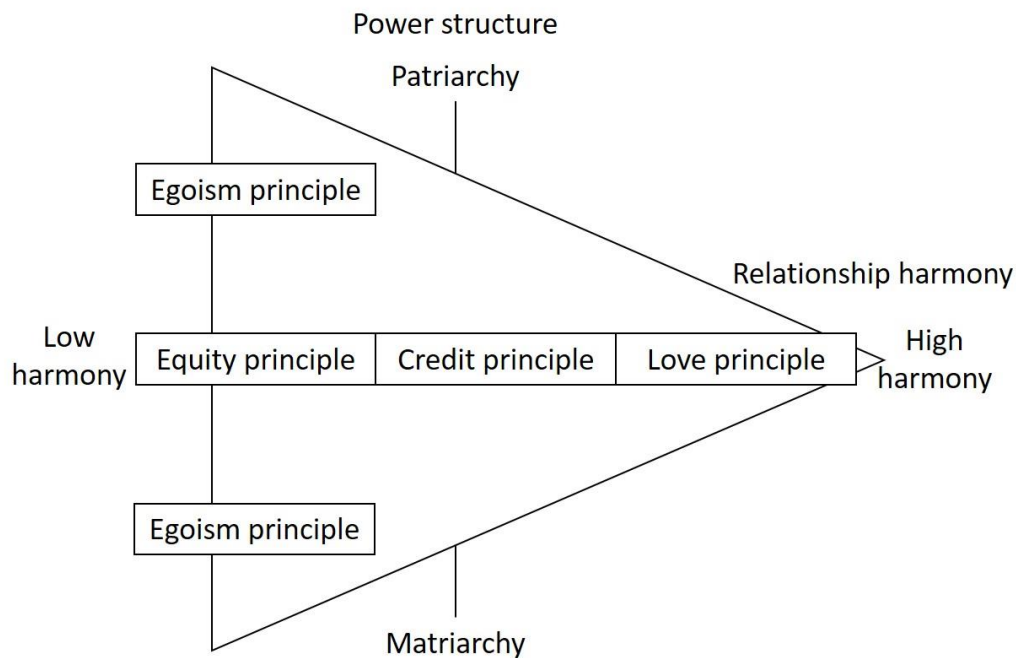 Power structure
Patriarchy
Egoism principle
Relationship harmony
Low
harmony
Equity principle
Credit principle
Love principle
High
harmony
Egoism principle
Matriarchy